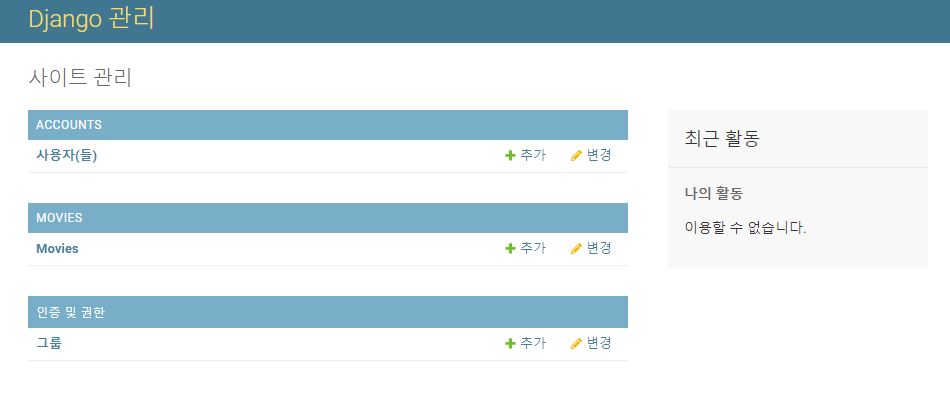 Django 관리
사이트 관리
ACCOUNTS
사용자(들) 추가 변경
MOVIES
Movies 추가 변경
인증 및 권한
그룹 추가 변경
최근 활동
나의 활동
이용할 수 없습니다.